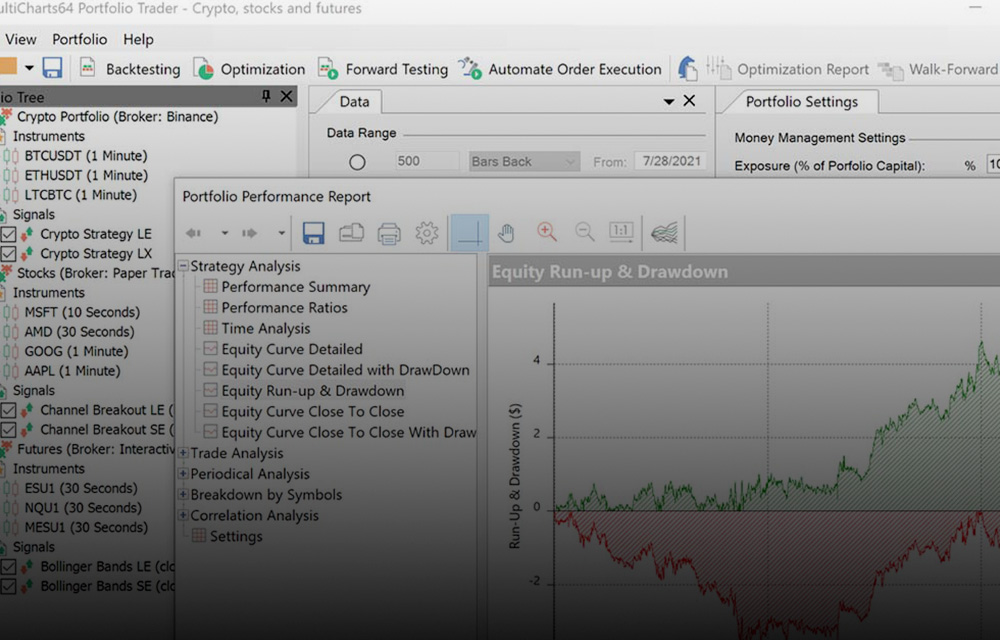 ultiCharts64 Portfolio Trader - Crypto, stocks and futures
View Portfolio Help
Backtesting Optimization Forward Testing Automate Order Execution Optimization Report Walk-Forward
io Tree
Data
Portfolio Settings
Crypto Portfolio (Broker: Binance)
Instruments
BTCUSDT (1 Minute)
ETHUSDT (1 Minute)
LTCBTC (1 Minute)
Signals
Crypto Strategy LE
Crypto Strategy LX
Stocks (Broker: Paper Trad
Instruments
MSFT (10 Seconds)
AMD (30 Seconds)
GOOG (1 Minute)
AAPL (1 Minute)
Signals
Channel Breakout LE (
Channel Breakout SE (
Futures (Broker: Interactiv
Instruments
ESU1 (30 Seconds)
NQU1 (30 Seconds)
MESU1 (30 Seconds)
Signals
Bollinger Bands LE (clo
Bollinger Bands SE (clo
Data Range
500 Bars Back From: 7/28/2021
Money Management Settings
Exposure (% of Porfolio Capital): % 10
Portfolio Performance Report
1:1
Strategy Analysis
Performance Summary
Performance Ratios
Time Analysis
Equity Curve Detailed
Equity Curve Detailed with DrawDown
Equity Run-up & Drawdown
Equity Curve Close To Close
Equity Curve Close To Close With Draw
Trade Analysis
Periodical Analysis
Breakdown by Symbols
Correlation Analysis
Settings
Equity Run-up & Drawdown
Run-Up & Drawdown ($)
4
2
0
-2